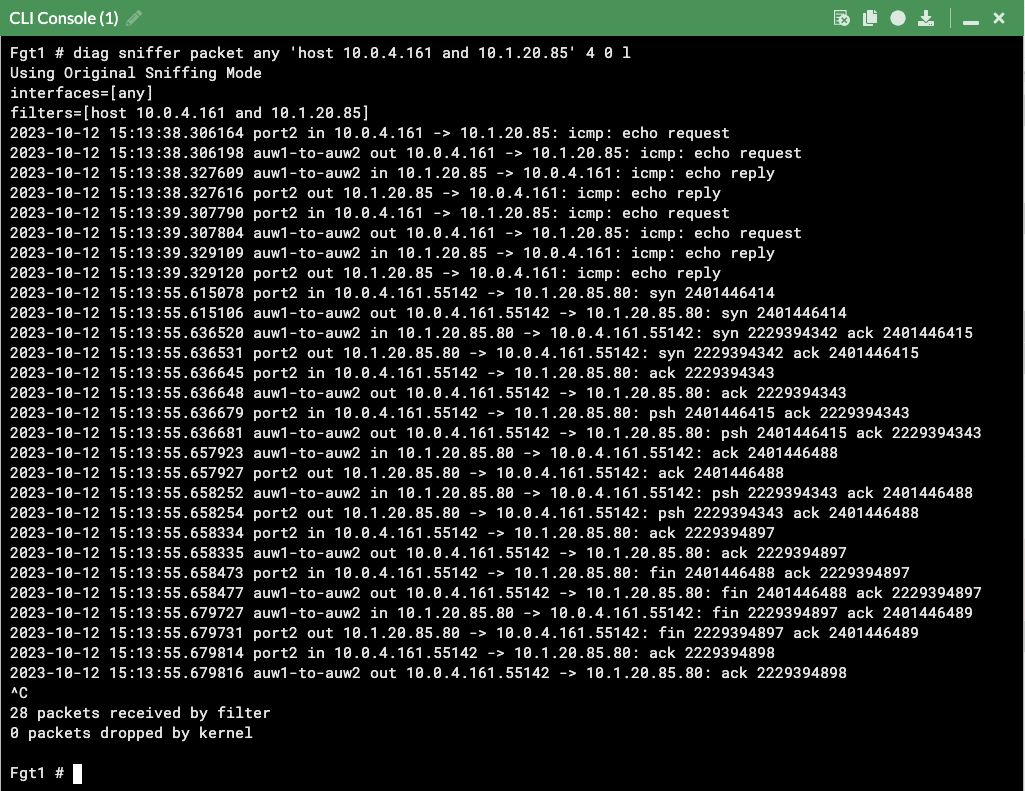 CLI Console (1)
Fgt1 # diag sniffer packet any 'host 10.0.4.161 and 10.1.20.85' 4 0 l
Using Original Sniffing Mode
interfaces=[any]
filters=[host 10.0.4.161 and 10.1.20.85]
2023-10-12 15:13:38.306164 port2 in 10.0.4.161 -> 10.1.20.85: icmp: echo request
2023-10-12 15:13:38.306198 auw1-to-auw2 out 10.0.4.161 -> 10.1.20.85: icmp: echo request
2023-10-12 15:13:38.327609 auw1-to-auw2 in 10.1.20.85 -> 10.0.4.161: icmp: echo reply
2023-10-12 15:13:38.327616 port2 out 10.1.20.85 -> 10.0.4.161: icmp: echo reply
2023-10-12 15:13:39.307790 port2 in 10.0.4.161 -> 10.1.20.85: icmp: echo request
2023-10-12 15:13:39.307804 auw1-to-auw2 out 10.0.4.161 -> 10.1.20.85: icmp: echo request
2023-10-12 15:13:39.329109 auw1-to-auw2 in 10.1.20.85 -> 10.0.4.161: icmp: echo reply
2023-10-12 15:13:39.329120 port2 out 10.1.20.85 -> 10.0.4.161: icmp: echo reply
2023-10-12 15:13:55.615078 port2 in 10.0.4.161.55142 -> 10.1.20.85.80: syn 2401446414
2023-10-12 15:13:55.615106 auw1-to-auw2 out 10.0.4.161.55142 -> 10.1.20.85.80: syn 2401446414
2023-10-12 15:13:55.636520 auw1-to-auw2 in 10.1.20.85.80 -> 10.0.4.161.55142: syn 2229394342 ack 2401446415
2023-10-12 15:13:55.636531 port2 out 10.1.20.85.80 -> 10.0.4.161.55142: syn 2229394342 ack 2401446415
2023-10-12 15:13:55.636645 port2 in 10.0.4.161.55142 -> 10.1.20.85.80: ack 2229394343
2023-10-12 15:13:55.636648 auw1-to-auw2 out 10.0.4.161.55142 -> 10.1.20.85.80: ack 2229394343
2023-10-12 15:13:55.636679 port2 in 10.0.4.161.55142 -> 10.1.20.85.80: psh 2401446415 ack 2229394343
2023-10-12 15:13:55.636681 auw1-to-auw2 out 10.0.4.161.55142 -> 10.1.20.85.80: psh 2401446415 ack 2229394343
2023-10-12 15:13:55.657923 auw1-to-auw2 in 10.1.20.85.80 -> 10.0.4.161.55142: ack 2401446488
2023-10-12 15:13:55.657927 port2 out 10.1.20.85.80 -> 10.0.4.161.55142: ack 2401446488
2023-10-12 15:13:55.658252 auw1-to-auw2 in 10.1.20.85.80 -> 10.0.4.161.55142: psh 2229394343 ack 2401446488
2023-10-12 15:13:55.658254 port2 out 10.1.20.85.80 -> 10.0.4.161.55142: psh 2229394343 ack 2401446488
2023-10-12 15:13:55.658334 port2 in 10.0.4.161.55142 -> 10.1.20.85.80: ack 2229394897
2023-10-12 15:13:55.658335 auw1-to-auw2 out 10.0.4.161.55142 -> 10.1.20.85.80: ack 2229394897
2023-10-12 15:13:55.658473 port2 in 10.0.4.161.55142 -> 10.1.20.85.80: fin 2401446488 ack 2229394897
2023-10-12 15:13:55.658477 auw1-to-auw2 out 10.0.4.161.55142 -> 10.1.20.85.80: fin 2401446488 ack 2229394897
2023-10-12 15:13:55.679727 auw1-to-auw2 in 10.1.20.85.80 -> 10.0.4.161.55142: fin 2229394897 ack 2401446489
2023-10-12 15:13:55.679731 port2 out 10.1.20.85.80 -> 10.0.4.161.55142: fin 2229394897 ack 2401446489
2023-10-12 15:13:55.679814 port2 in 10.0.4.161.55142 -> 10.1.20.85.80: ack 2229394898
2023-10-12 15:13:55.679816 auw1-to-auw2 out 10.0.4.161.55142 -> 10.1.20.85.80: ack 2229394898
^C
28 packets received by filter
0 packets dropped by kernel
Fgt1 #